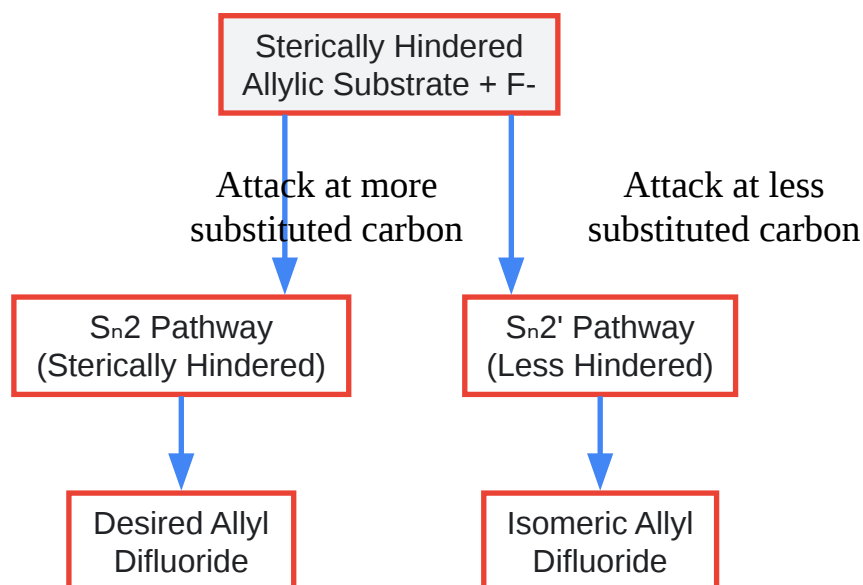 Sterically Hindered
Allylic Substrate + F-
Attack at more
substituted carbon
Attack at less
substituted carbon
Sₙ2 Pathway
(Sterically Hindered)
Sₙ2' Pathway
(Less Hindered)
Desired Allyl
Difluoride
Isomeric Allyl
Difluoride